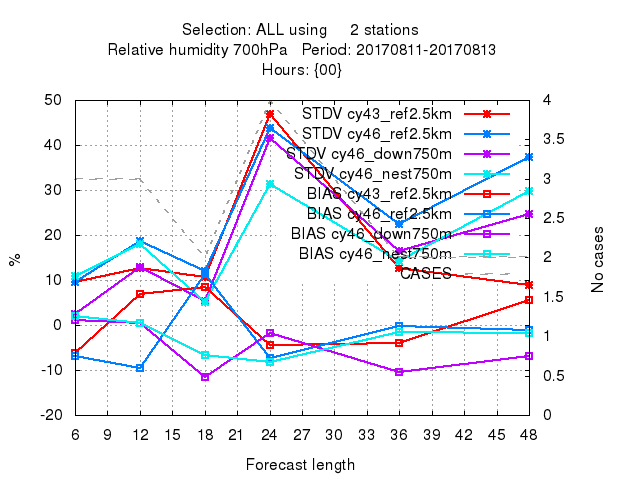 Selection: ALL using 2 stations
Relative humidity 700hPa Period: 20170811-20170813
Hours: {00}
50
40
30
20
10
0
-10
-20
%
4
3.5
3
2.5
2
1.5
1
0.5
0
No cases
STDV cy43_ref2.5km
STDV cy46_ref2.5km
STDV cy46_down750m
STDV cy46_nest750m
BIAS cy43_ref2.5km
BIAS cy46_ref2.5km
BIAS cy46_down750m
BIAS cy46_nest750m
CASES
6 9 12 15 18 21 24 27 30 33 36 39 42 45 48
Forecast length